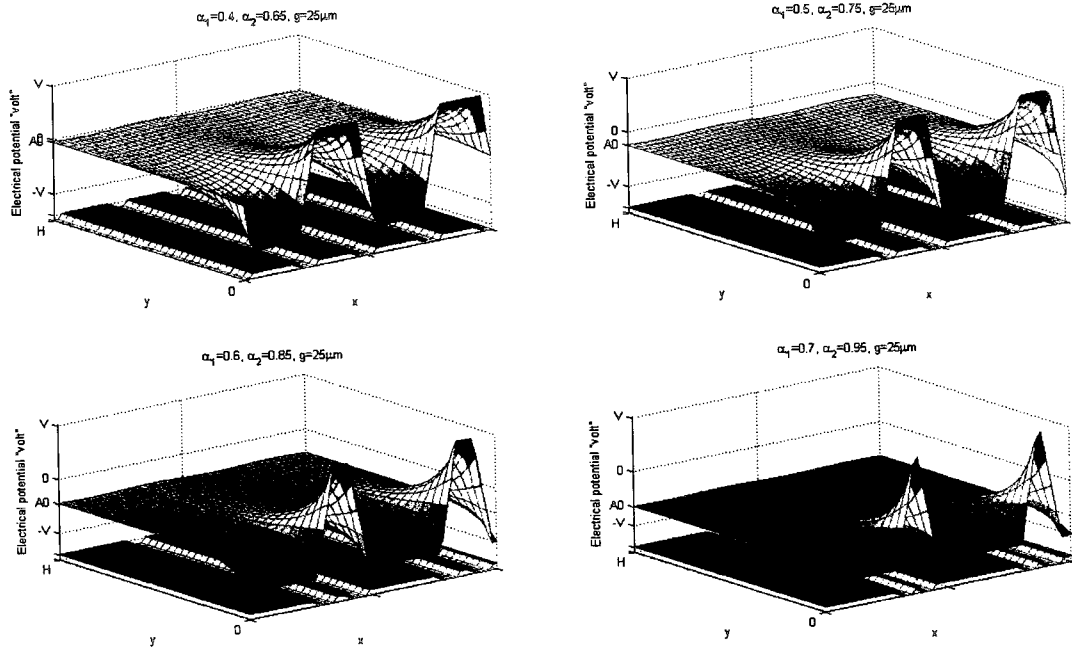 α₁=0.4, α₂=0.65, g=25μm
V
A0
-V
H
Electrical potential "volt"
y
0
x
α₁=0.5, α₂=0.75, g=25μm
V
0
A0
-V
H
Electrical potential "volt"
y
0
x
α₁=0.6, α₂=0.85, g=25μm
V
0
A0
-V
H
Electrical potential "volt"
y
0
x
α₁=0.7, α₂=0.95, g=25μm
V
0
A0
-V
H
Electrical potential "volt"
y
0
x